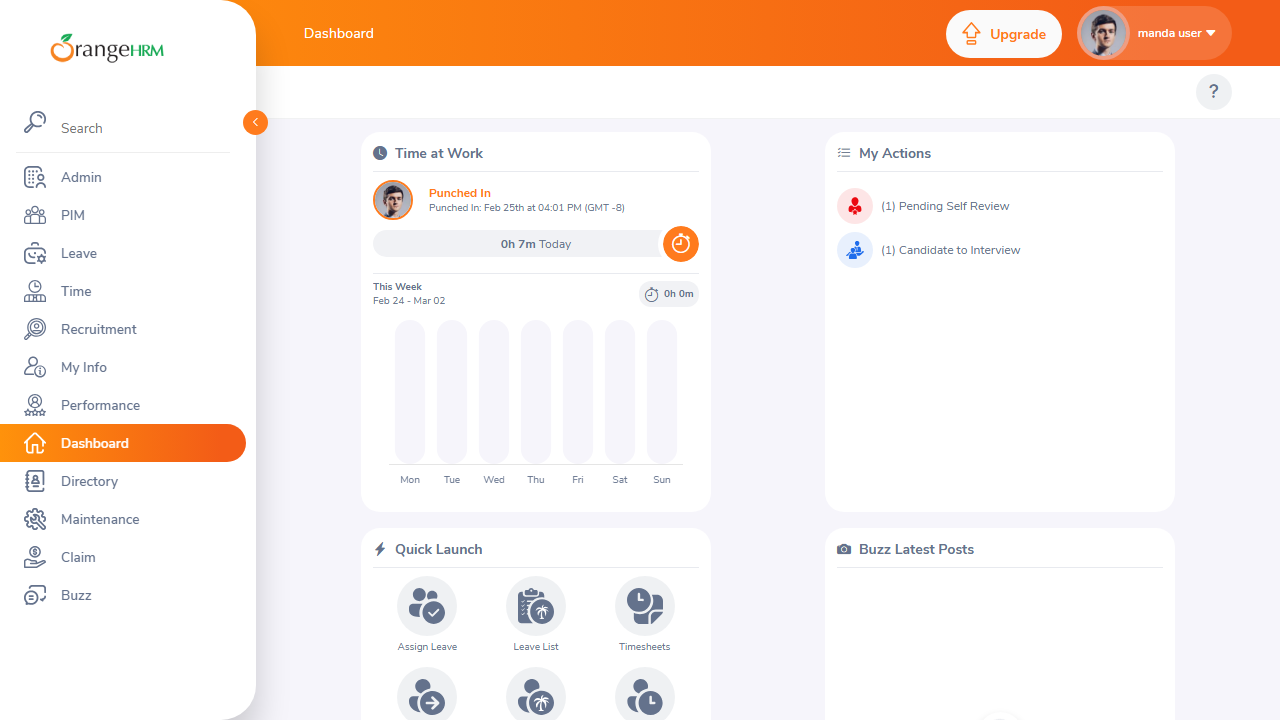 OrangeHRM
Dashboard
Upgrade
manda user
?
Search
Admin
PIM
Leave
Time
Recruitment
My Info
Performance
Dashboard
Directory
Maintenance
Claim
Buzz
Time at Work
Punched In
Punched In: Feb 25th at 04:01 PM (GMT -8)
0h 7m Today
This Week
Feb 24 - Mar 02
0h 0m
Mon Tue Wed Thu Fri Sat Sun
My Actions
(1) Pending Self Review
(1) Candidate to Interview
Quick Launch
Assign Leave
Leave List
Timesheets
Buzz Latest Posts